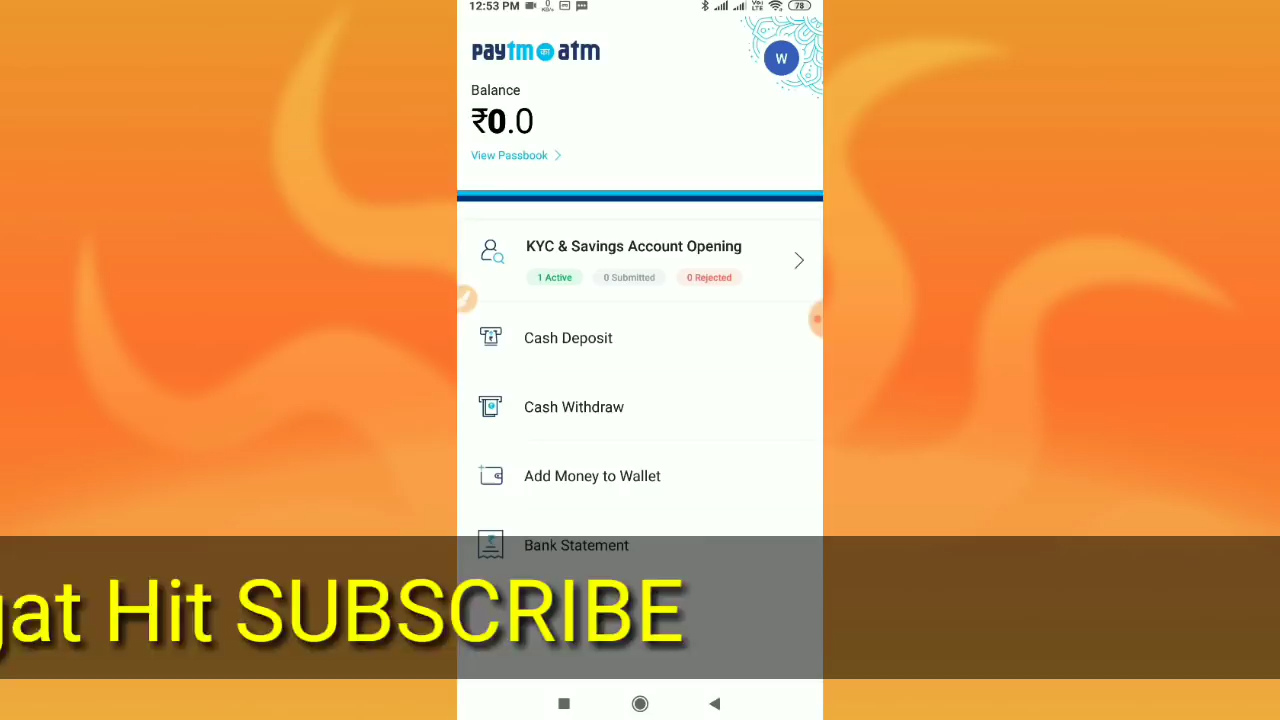 12:53 PM
78
paytm का atm
W
Balance
₹0.0
View Passbook
KYC & Savings Account Opening
1 Active 0 Submitted 0 Rejected
Cash Deposit
Cash Withdraw
Add Money to Wallet
Bank Statement
gat Hit SUBSCRIBE